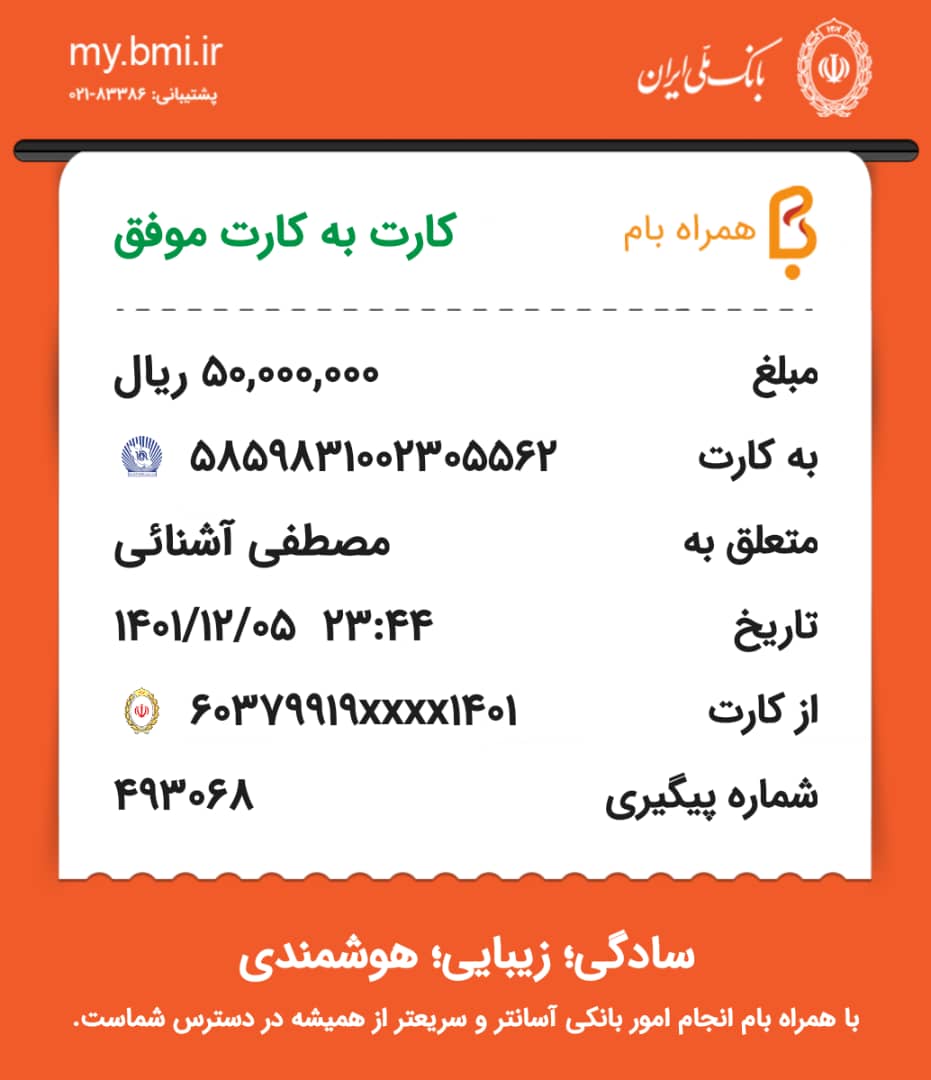 بانک ملّی ایران
my.bmi.ir
پشتیبانی: ۸۳۳۸۶-۰۲۱
همراه بام
کارت به کارت موفق
مبلغ ۵۰,۰۰۰,۰۰۰ ریال
به کارت ۵۸۵۹۸۳۱۰۰۲۳۰۵۵۶۲
متعلق به مصطفی آشنائی
تاریخ ۱۴۰۱/۱۲/۰۵ ۲۳:۴۴
از کارت ۶۰۳۷۹۹۱۹xxxx۱۴۰۱
شماره پیگیری ۴۹۳۰۶۸
سادگی؛ زیبایی؛ هوشمندی
با همراه بام انجام امور بانکی آسانتر و سریعتر از همیشه در دسترس شماست.